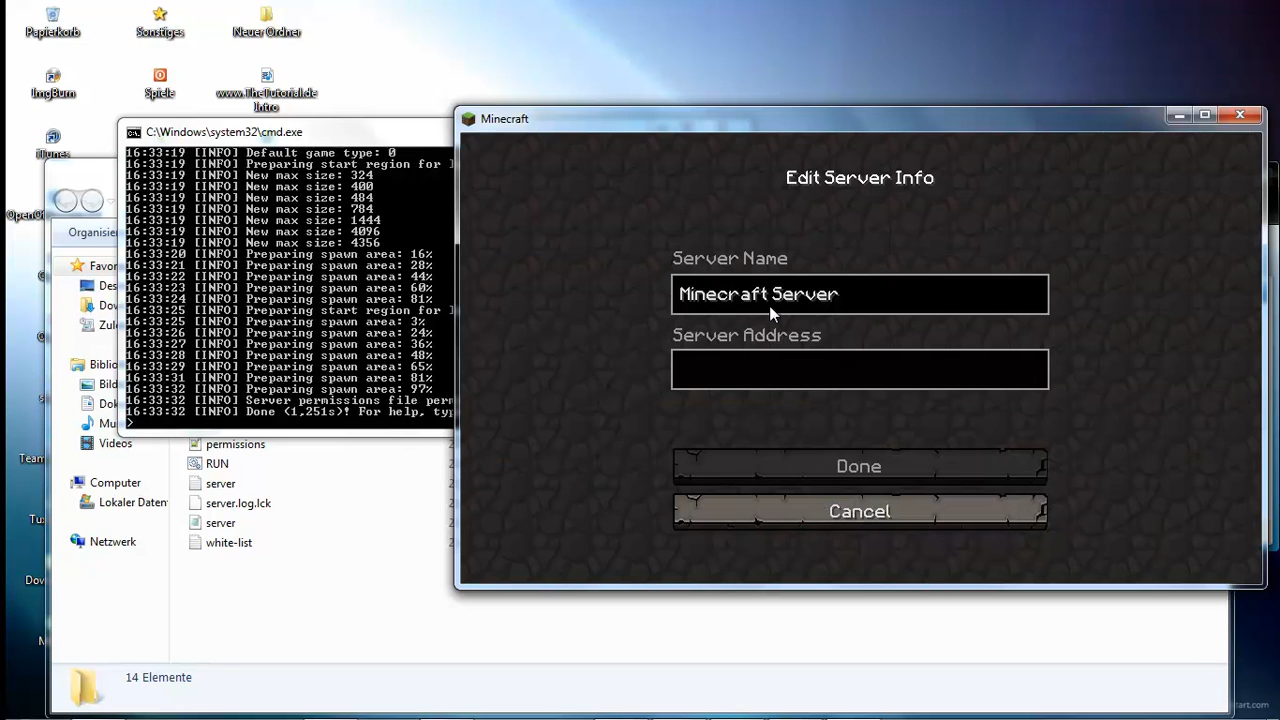 Papierkorb
Sonstiges
Neuer Ordner
ImgBurn
Spiele
www.TheTutorial.de
Intro
iTunes
C:\Windows\system32\cmd.exe
16:33:19 [INFO] Default game type: 0
16:33:19 [INFO] Preparing start region for
16:33:19 [INFO] New max size: 324
16:33:19 [INFO] New max size: 400
16:33:19 [INFO] New max size: 484
16:33:19 [INFO] New max size: 784
16:33:19 [INFO] New max size: 1444
16:33:19 [INFO] New max size: 4096
16:33:19 [INFO] New max size: 4356
16:33:20 [INFO] Preparing spawn area: 16%
16:33:21 [INFO] Preparing spawn area: 28%
16:33:22 [INFO] Preparing spawn area: 44%
16:33:23 [INFO] Preparing spawn area: 60%
16:33:24 [INFO] Preparing spawn area: 81%
16:33:25 [INFO] Preparing start region for
16:33:25 [INFO] Preparing spawn area: 3%
16:33:26 [INFO] Preparing spawn area: 24%
16:33:27 [INFO] Preparing spawn area: 36%
16:33:28 [INFO] Preparing spawn area: 48%
16:33:29 [INFO] Preparing spawn area: 65%
16:33:31 [INFO] Preparing spawn area: 81%
16:33:32 [INFO] Preparing spawn area: 97%
16:33:32 [INFO] Server permissions file perm
16:33:32 [INFO] Done (1,251s)! For help, typ
>
Minecraft
Edit Server Info
Server Name
Minecraft Server
Server Address
Done
Cancel
OpenOf
Organisie
Favor
Des
Dow
Zul
Biblio
Bild
Dok
Mu
Videos
Computer
Lokaler Daten
Netzwerk
Team
Tux
Dov
permissions
RUN
server
server.log.lck
server
white-list
14 Elemente